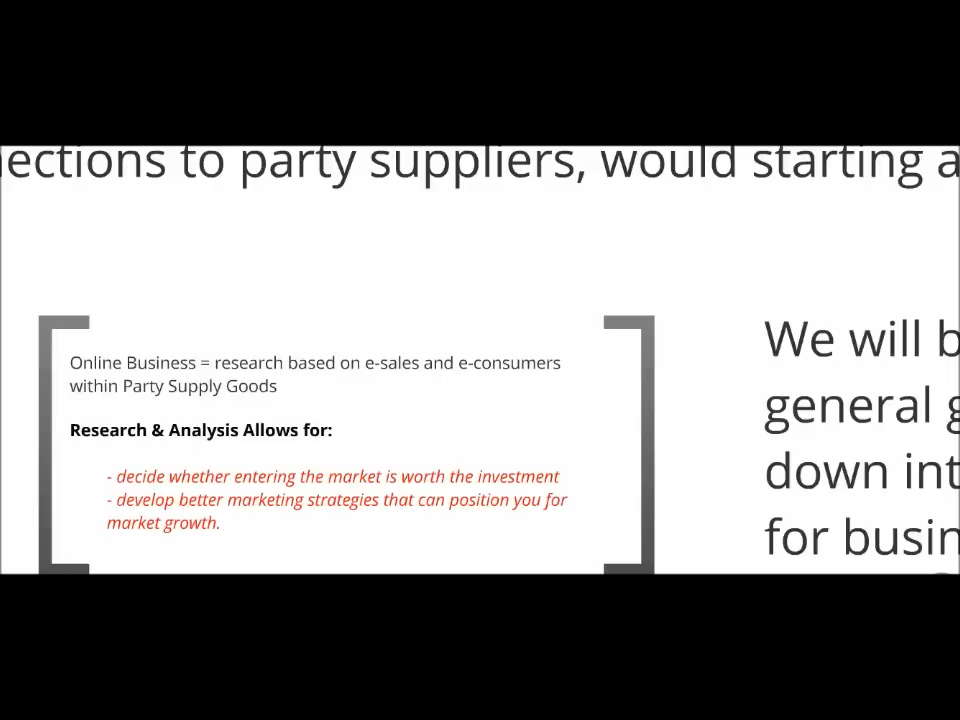 to party suppliers, would starting a
Online Business = research based on e-sales and e-consumers
within Party Supply Goods
Research & Analysis Allows for:
- decide whether entering the market is worth the investment
- develop better marketing strategies that can position you for
market growth.
We will b
general g
down int
for busin